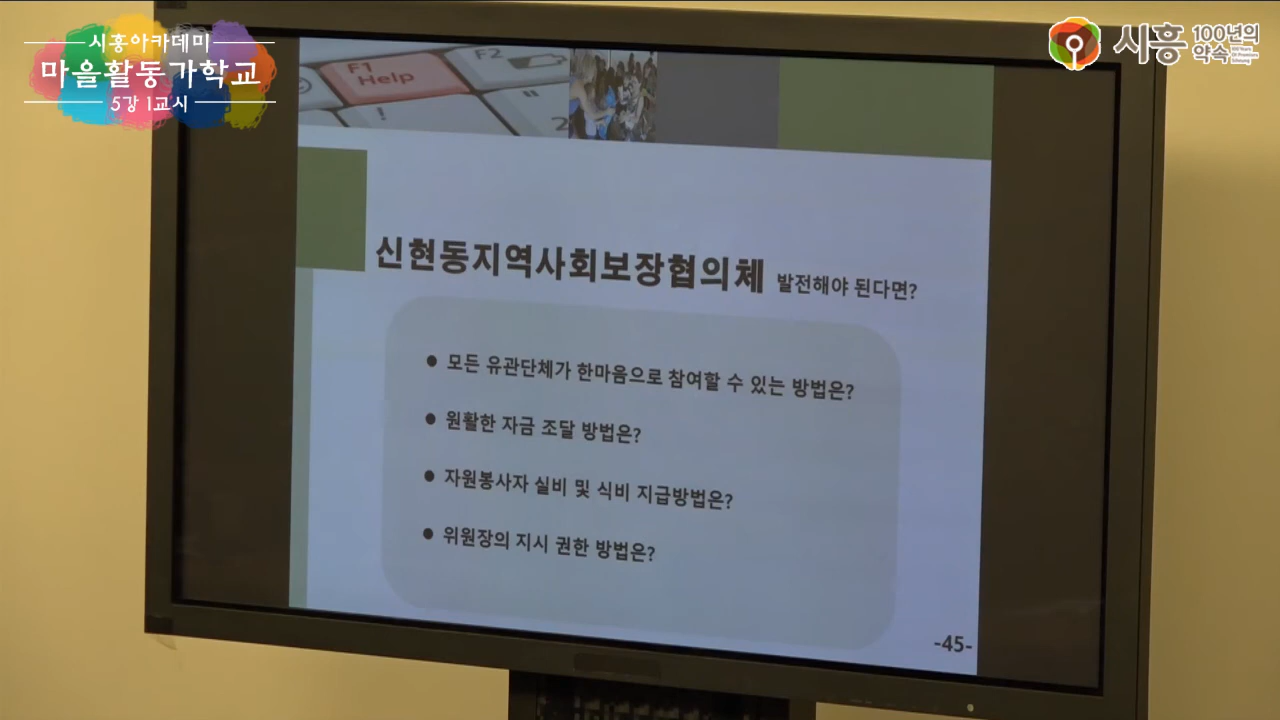 시흥아카데미
마을활동가학교
5강 1교시
시흥 100년의 약속
F1
Help
F2
!
"
2
신현동지역사회보장협의체 발전해야 된다면?
● 모든 유관단체가 한마음으로 참여할 수 있는 방법은?
● 원활한 자금 조달 방법은?
● 자원봉사자 실비 및 식비 지급방법은?
● 위원장의 지시 권한 방법은?
-45-